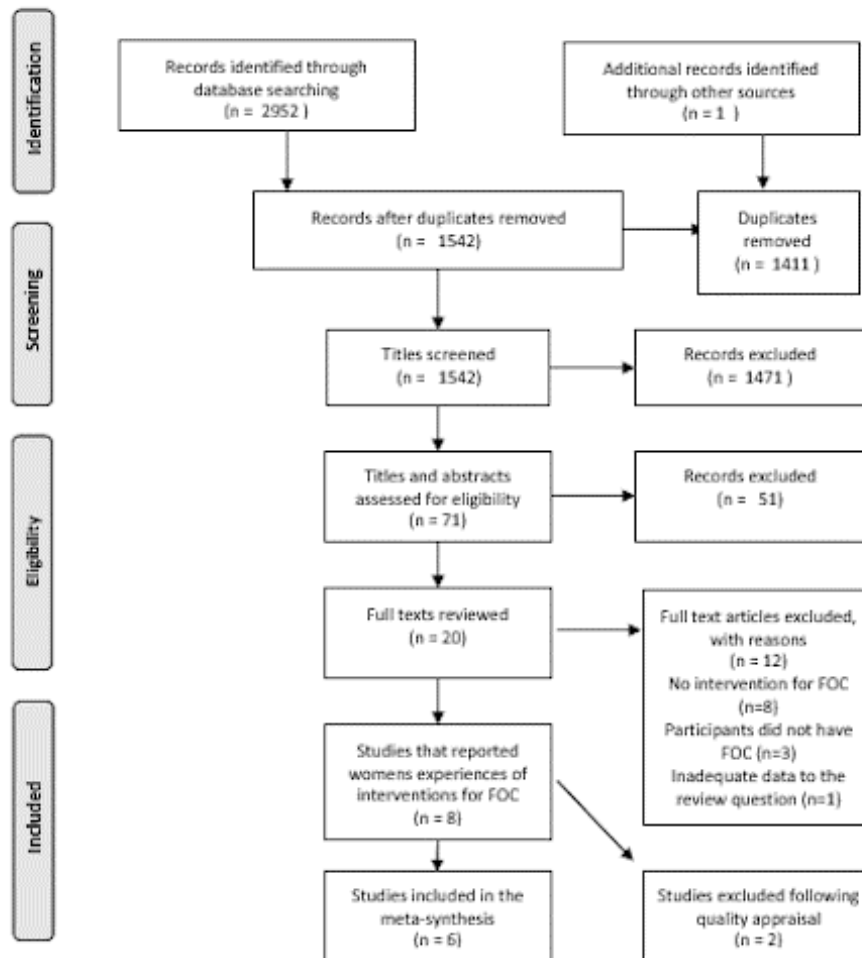 Identification
Records identified through
database searching
(n = 2952 )
Additional records identified
through other sources
(n = 1 )
Records after duplicates removed
(n = 1542)
Duplicates
removed
(n = 1411 )
Screening
Titles screened
(n = 1542)
Records excluded
(n = 1471 )
Eligibility
Titles and abstracts
assessed for eligibility
(n = 71)
Records excluded
(n = 51)
Full texts reviewed
(n = 20)
Full text articles excluded,
with reasons
(n = 12)
No intervention for FOC
(n=8)
Participants did not have
FOC (n=3)
Inadequate data to the
review question (n=1)
Included
Studies that reported
womens experiences of
interventions for FOC
(n = 8)
Studies included in the
meta-synthesis
(n = 6)
Studies excluded following
quality appraisal
(n = 2)